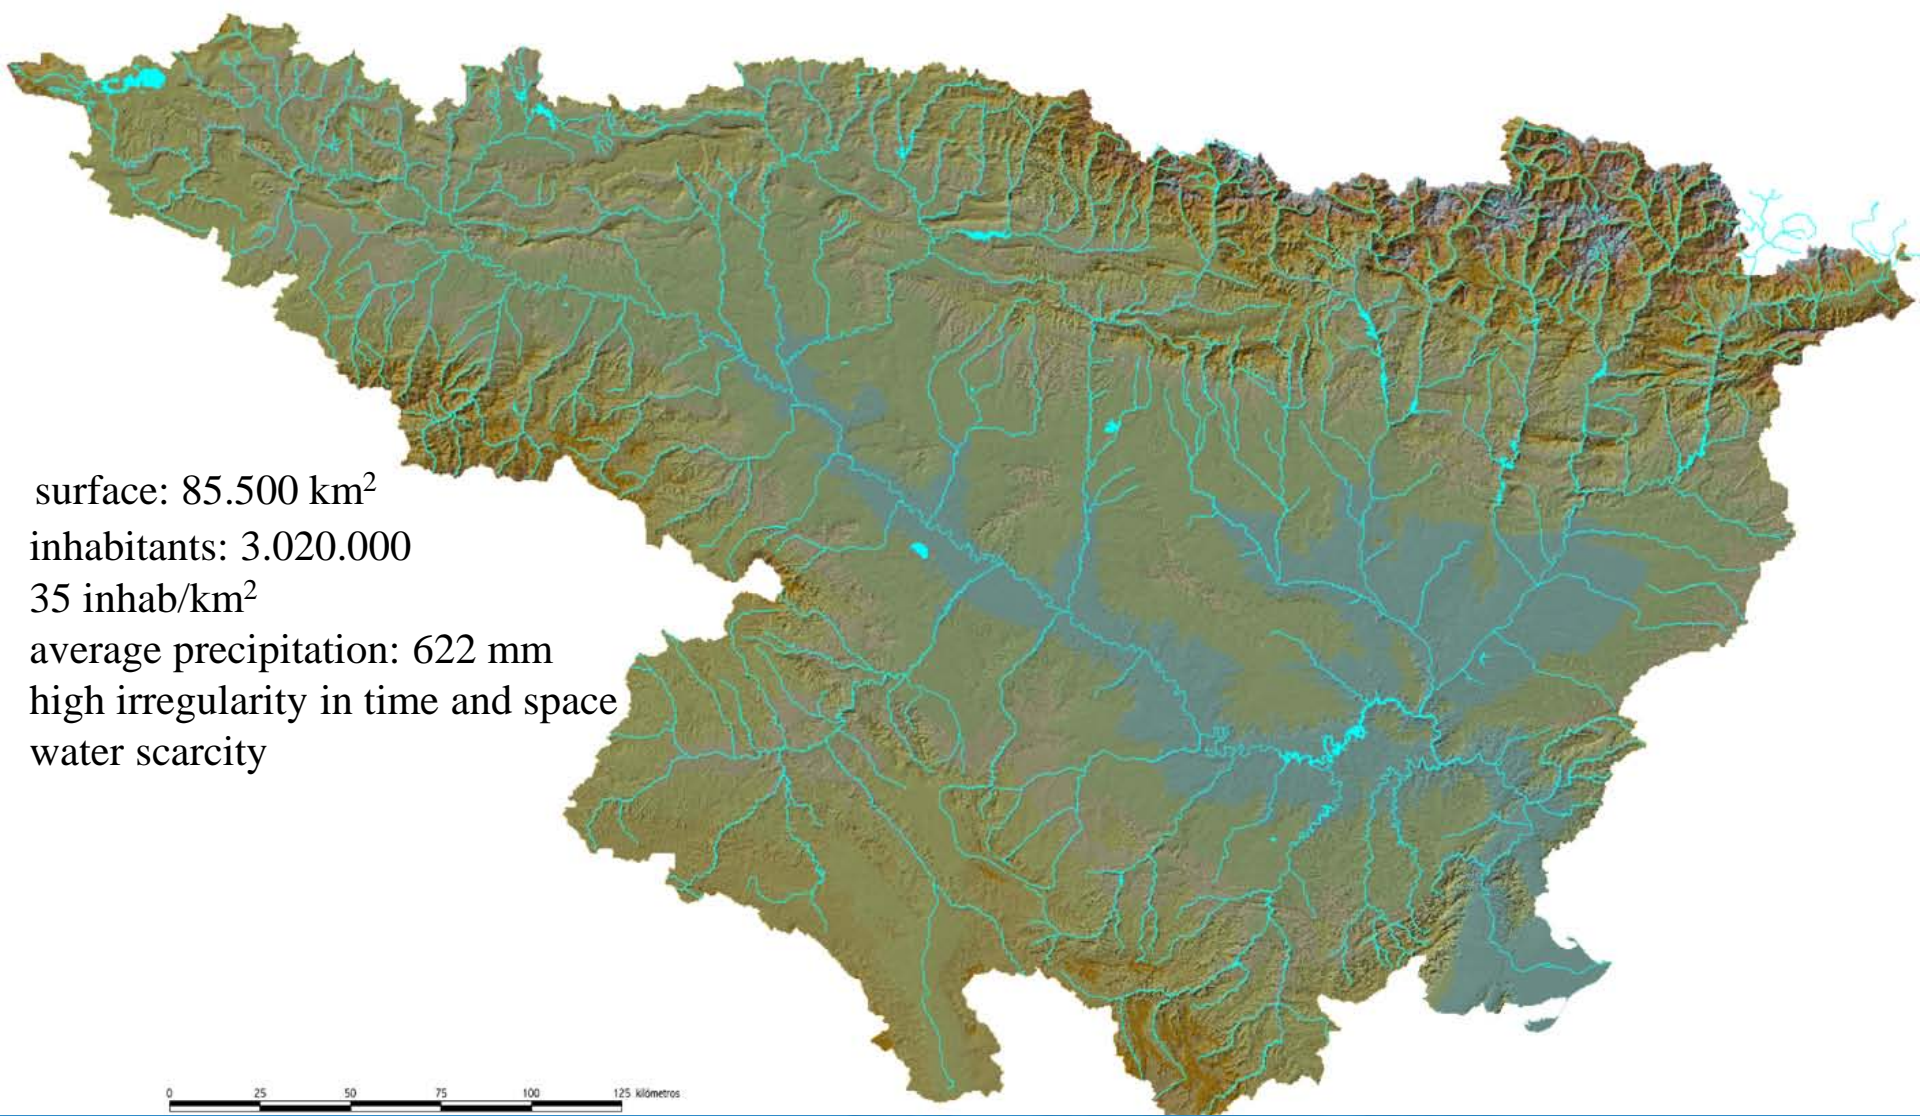 surface: 85.500 km²
inhabitants: 3.020.000
35 inhab/km²
average precipitation: 622 mm
high irregularity in time and space
water scarcity
0 25 50 75 100 125 kilómetros